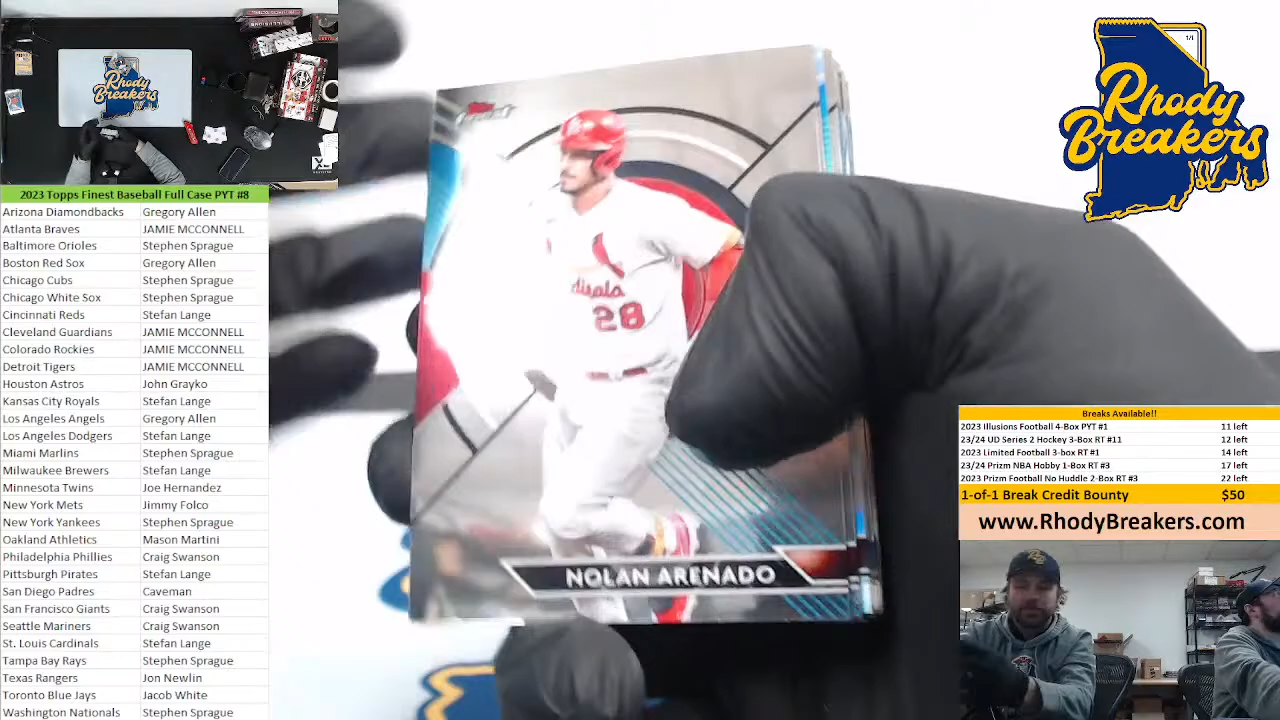 Rhody
Breakers
2023 Topps Finest Baseball Full Case PYT #8
Arizona Diamondbacks Gregory Allen
Atlanta Braves JAMIE MCCONNELL
Baltimore Orioles Stephen Sprague
Boston Red Sox Gregory Allen
Chicago Cubs Stephen Sprague
Chicago White Sox Stephen Sprague
Cincinnati Reds Stefan Lange
Cleveland Guardians JAMIE MCCONNELL
Colorado Rockies JAMIE MCCONNELL
Detroit Tigers JAMIE MCCONNELL
Houston Astros John Grayko
Kansas City Royals Stefan Lange
Los Angeles Angels Gregory Allen
Los Angeles Dodgers Stefan Lange
Miami Marlins Stephen Sprague
Milwaukee Brewers Stefan Lange
Minnesota Twins Joe Hernandez
New York Mets Jimmy Folco
New York Yankees Stephen Sprague
Oakland Athletics Mason Martini
Philadelphia Phillies Craig Swanson
Pittsburgh Pirates Stefan Lange
San Diego Padres Caveman
San Francisco Giants Craig Swanson
Seattle Mariners Craig Swanson
St. Louis Cardinals Stefan Lange
Tampa Bay Rays Stephen Sprague
Texas Rangers Jon Newlin
Toronto Blue Jays Jacob White
Washington Nationals Stephen Sprague
28
NOLAN ARENADO
1/1
Rhody
Breakers
Breaks Available!!
2023 Illusions Football 4-Box PYT #1 11 left
23/24 UD Series 2 Hockey 3-Box RT #11 12 left
2023 Limited Football 3-box RT #1 14 left
23/24 Prizm NBA Hobby 1-Box RT #3 17 left
2023 Prizm Football No Huddle 2-Box RT #3 22 left
1-of-1 Break Credit Bounty $50
www.RhodyBreakers.com